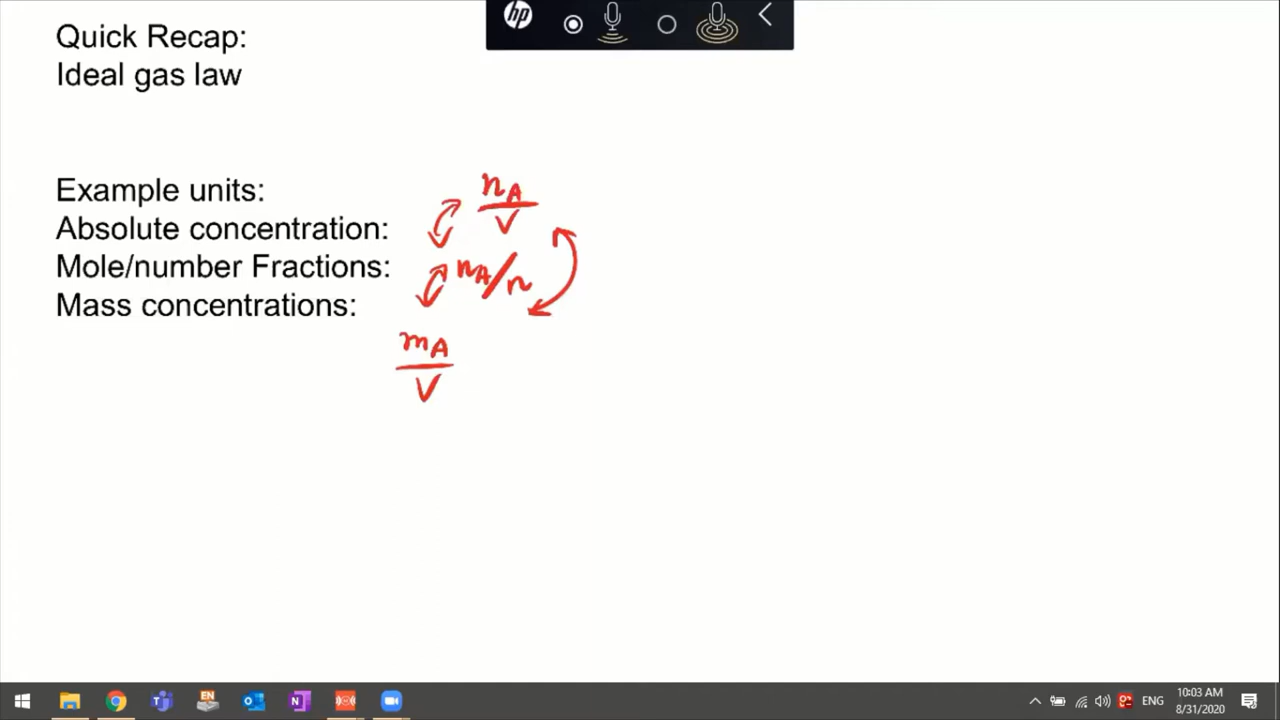 hp
Quick Recap:
Ideal gas law
Example units:
n_A
V
Absolute concentration:
Mole/number Fractions: n_A/n
Mass concentrations:
m_A
V
EN
N
ENG
10:03 AM
8/31/2020